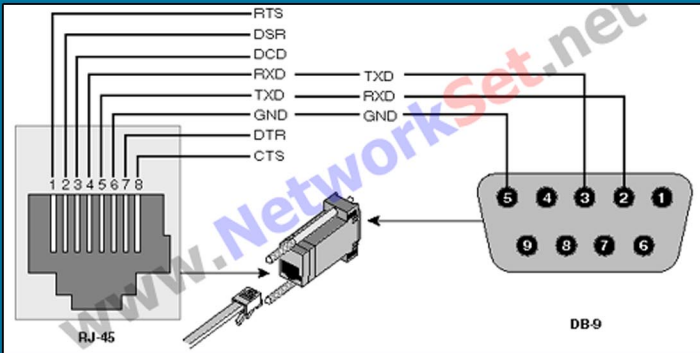 RTS
DSR
DCD
RXD TXD
TXD RXD
GND GND
DTR
CTS
1 2 3 4 5 6 7 8
5 4 3 2 1
9 8 7 6
RJ-45
DB-9
www.NetworkSet.net